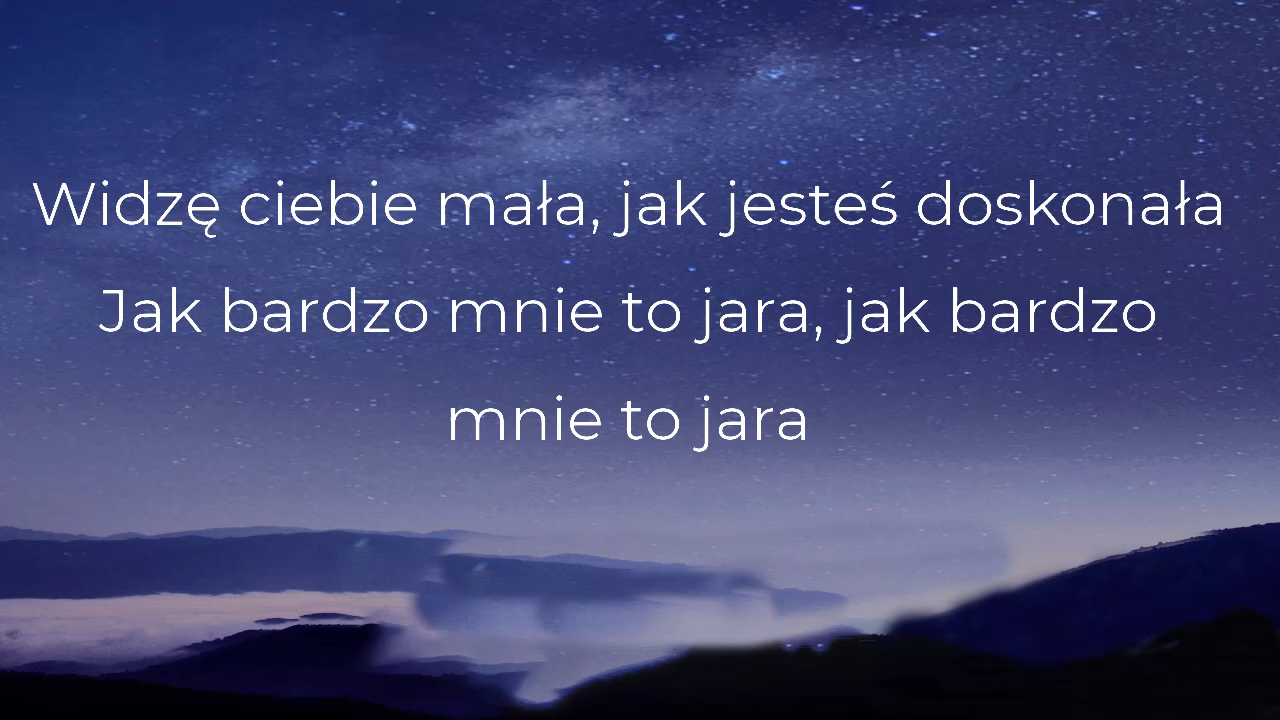 Widzę ciebie mała, jak jesteś doskonała
Jak bardzo mnie to jara, jak bardzo
mnie to jara